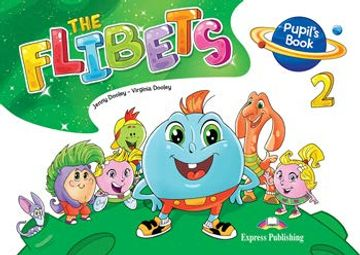 THE
FLIBETS
Jenny Dooley - Virginia Dooley
Pupil's
Book
2
Express Publishing